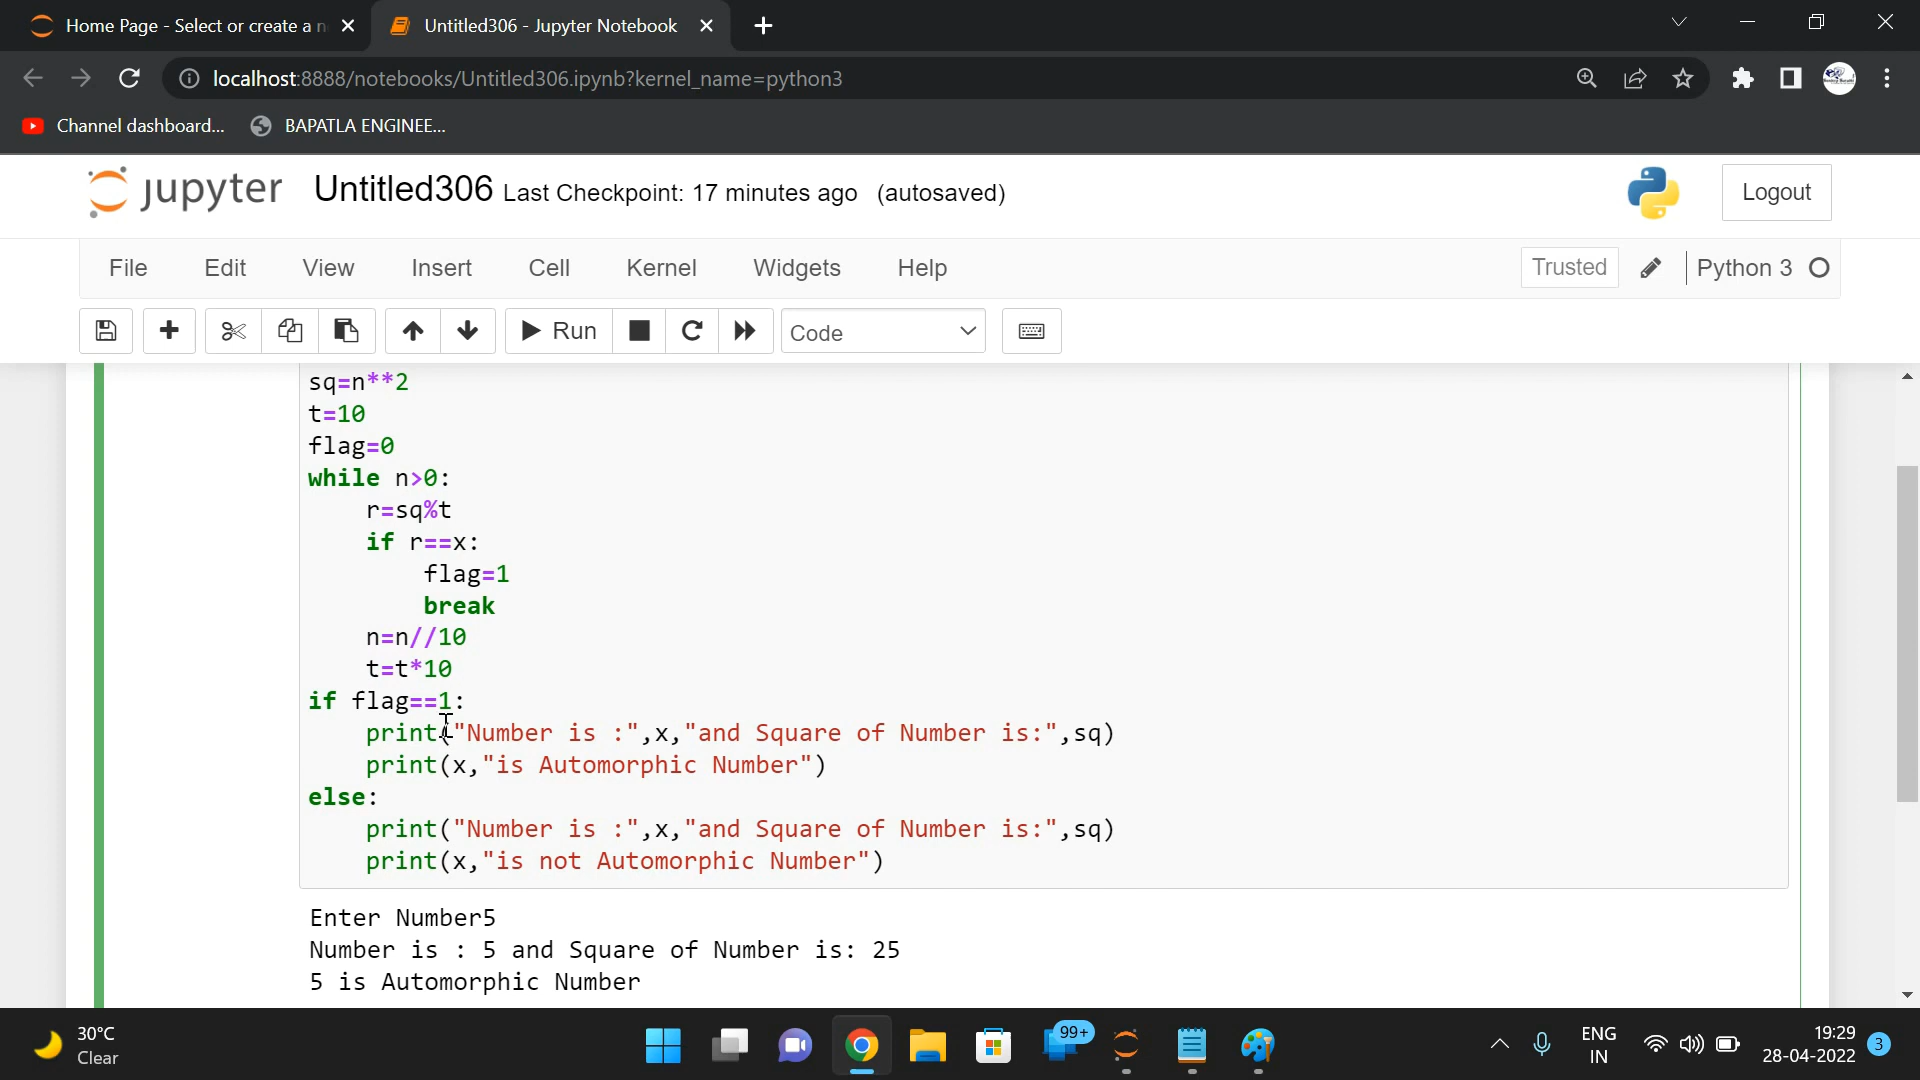 Home Page - Select or create a n
Untitled306 - Jupyter Notebook
localhost:8888/notebooks/Untitled306.ipynb?kernel_name=python3
Channel dashboard...
BAPATLA ENGINEE...
jupyter Untitled306 Last Checkpoint: 17 minutes ago (autosaved)
Logout
File Edit View Insert Cell Kernel Widgets Help
Trusted
Python 3
Run
Code
sq=n**2
t=10
flag=0
while n>0:
    r=sq%t
    if r==x:
        flag=1
        break
    n=n//10
    t=t*10
if flag==1:
    print("Number is :",x,"and Square of Number is:",sq)
    print(x,"is Automorphic Number")
else:
    print("Number is :",x,"and Square of Number is:",sq)
    print(x,"is not Automorphic Number")
Enter Number5
Number is : 5 and Square of Number is: 25
5 is Automorphic Number
30°C
Clear
99+
ENG
IN
19:29
28-04-2022
3